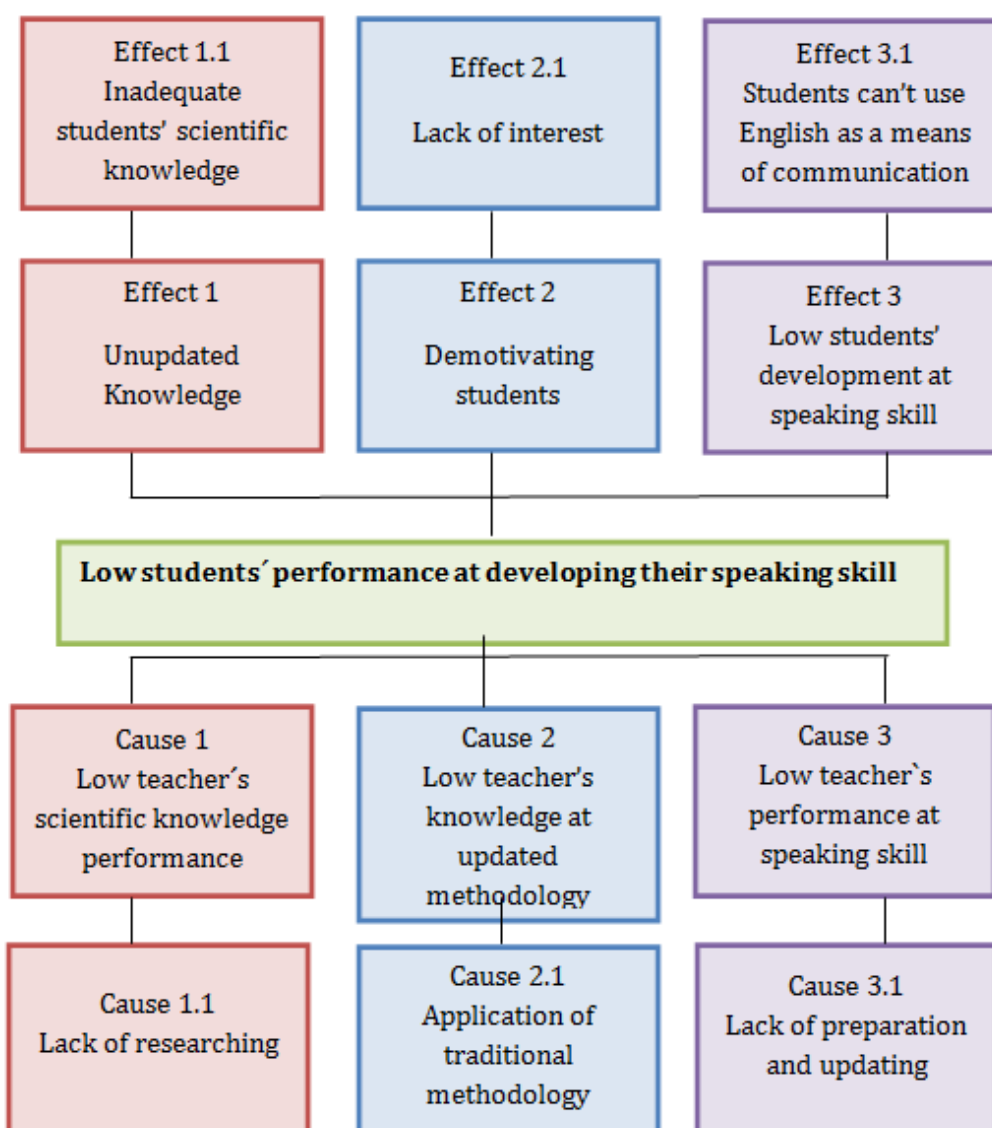 Effect 1.1
Inadequate
students’ scientific
knowledge
Effect 2.1
Lack of interest
Effect 3.1
Students can’t use
English as a means
of communication
Effect 1
Unupdated
Knowledge
Effect 2
Demotivating
students
Effect 3
Low students’
development at
speaking skill
Low students´ performance at developing their speaking skill
Cause 1
Low teacher´s
scientific knowledge
performance
Cause 2
Low teacher’s
knowledge at
updated
methodology
Cause 3
Low teacher`s
performance at
speaking skill
Cause 1.1
Lack of researching
Cause 2.1
Application of
traditional
methodology
Cause 3.1
Lack of preparation
and updating